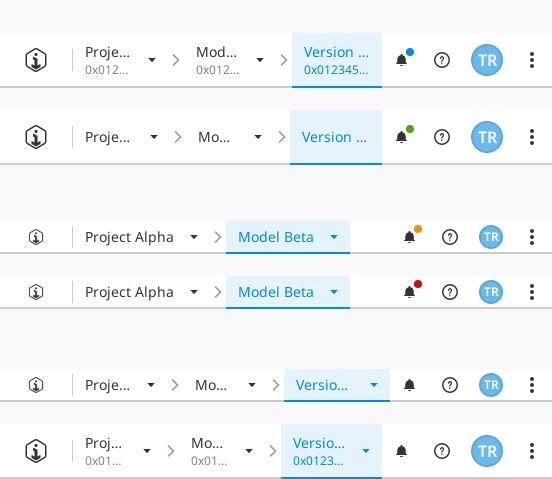 Proje... Mod... Version ...
0x012... 0x012... 0x012345... TR
Proje... Mo... Version ... TR
Project Alpha Model Beta TR
Project Alpha Model Beta TR
Proje... Mo... Versio... TR
Proj... Mo... Versio...
0x01... 0x01... 0x0123... TR